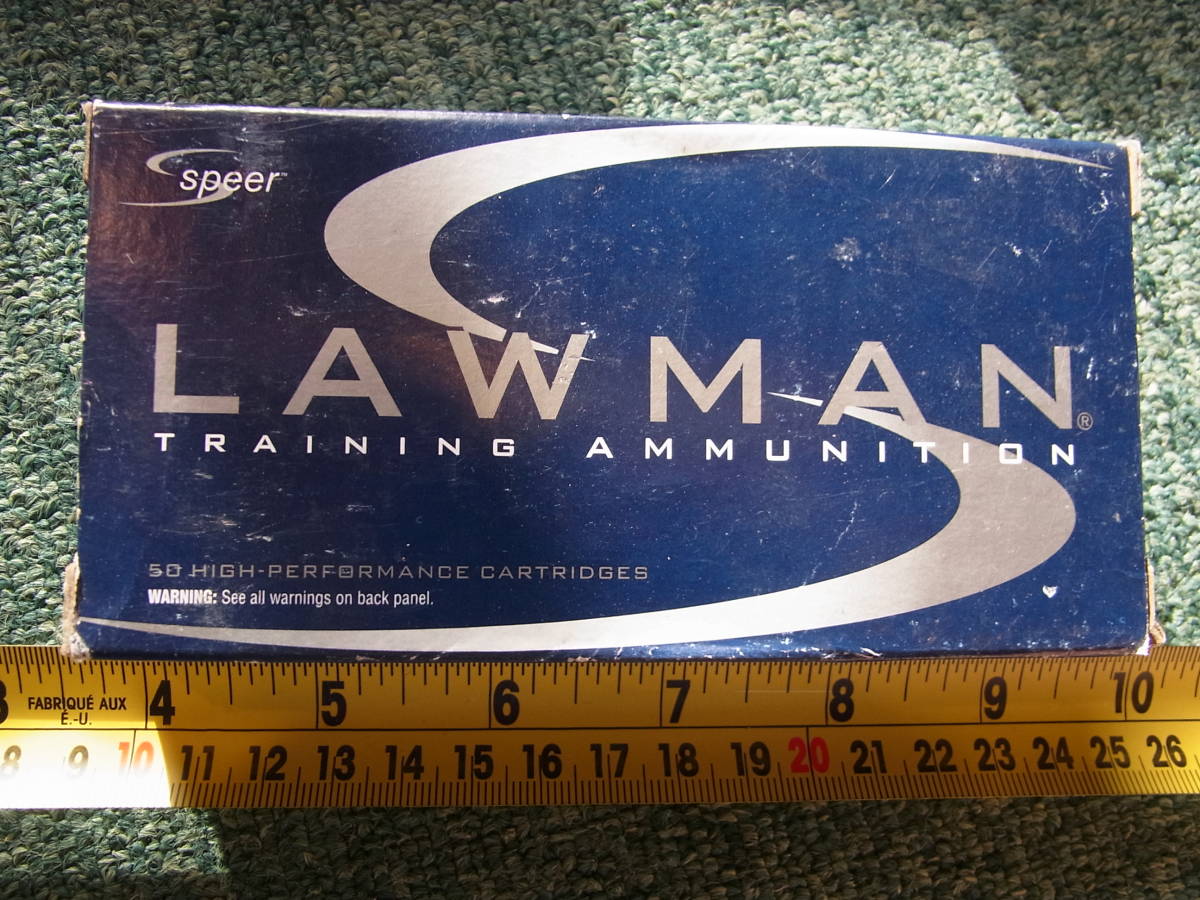 speer™
LAWMAN®
TRAINING AMMUNITION
50 HIGH-PERFORMANCE CARTRIDGES
WARNING: See all warnings on back panel.
3 4 5 6 7 8 9 10
FABRIQUÉ AUX
É.-U.
8 9 10 11 12 13 14 15 16 17 18 19 20 21 22 23 24 25 26